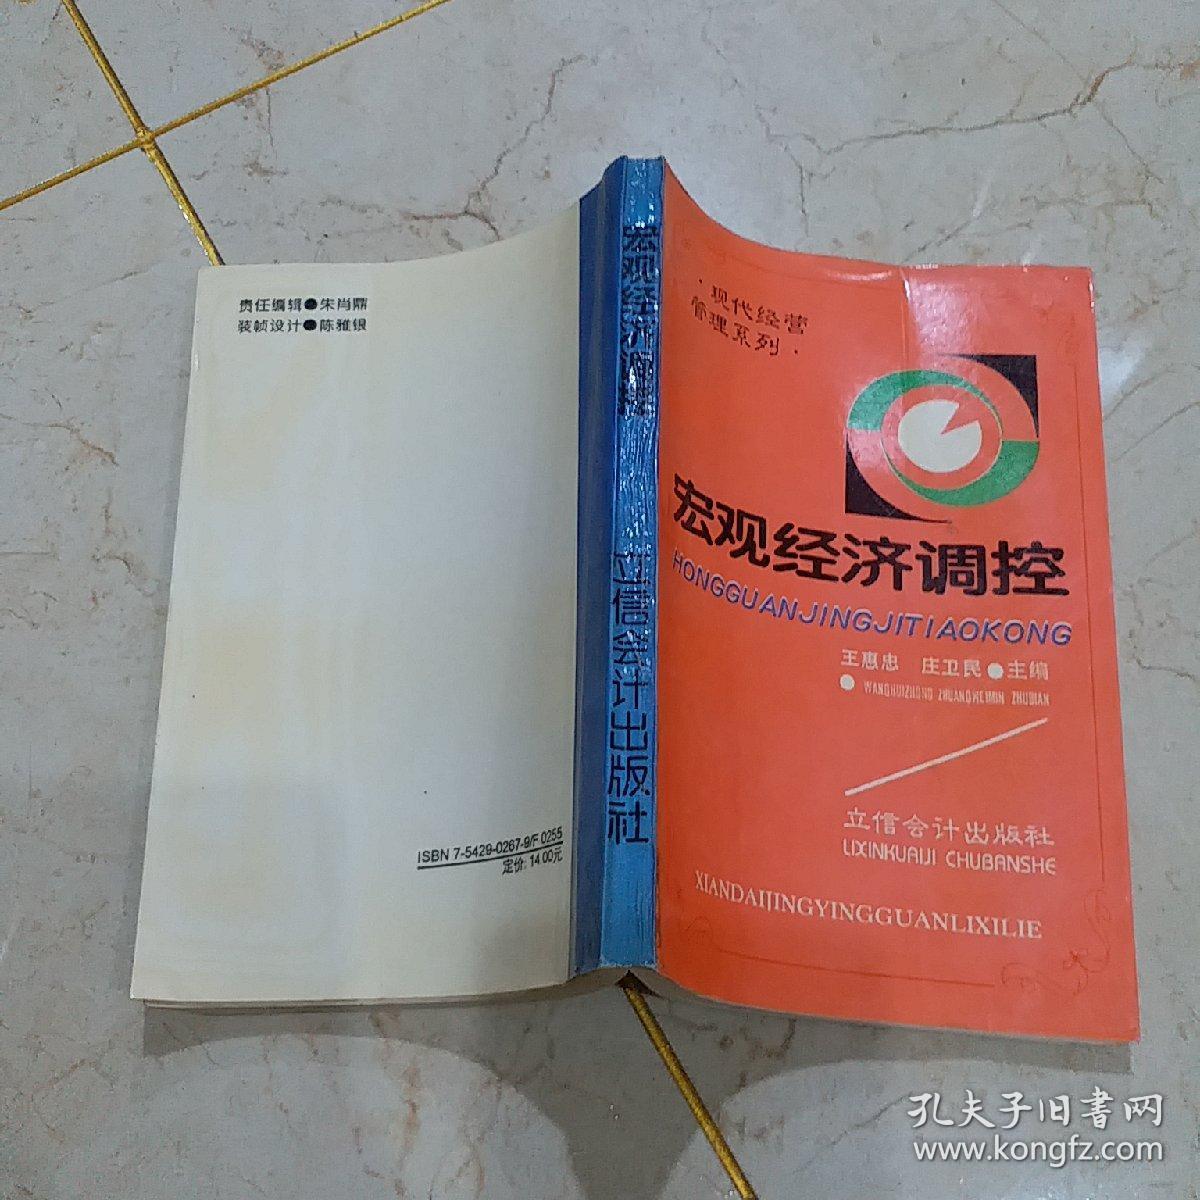 责任编辑●朱肖鼎
装帧设计●陈雅银
ISBN 7-5429-0267-9/F·0255
定价: 14.00元
宏观经济调控
立信会计出版社
·现代经营
管理系列·
宏观经济调控
HONGGUANJINGJITIAOKONG
王惠忠 庄卫民●主编
● WANGHUIZHONG ZHUANGWEIMIN ZHUBIAN
立信会计出版社
LIXINKUAIJI CHUBANSHE
XIANDAIJINGYINGGUANLIXILIE
孔夫子旧書网
www.kongfz.com